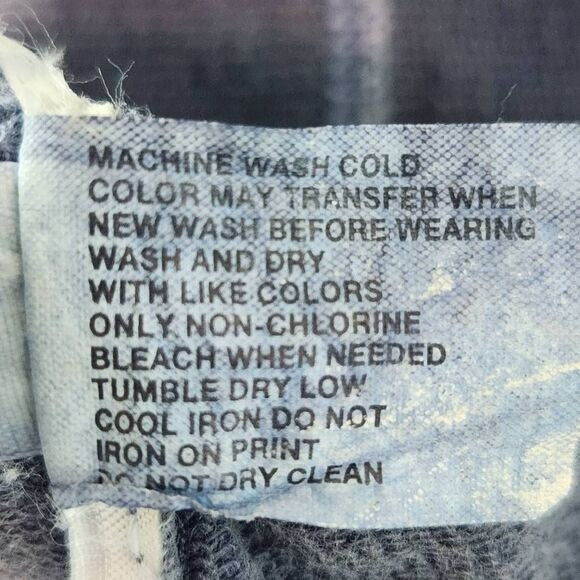 MACHINE WASH COLD
COLOR MAY TRANSFER WHEN
NEW WASH BEFORE WEARING
WASH AND DRY
WITH LIKE COLORS
ONLY NON-CHLORINE
BLEACH WHEN NEEDED
TUMBLE DRY LOW
COOL IRON DO NOT
IRON ON PRINT
DO NOT DRY CLEAN